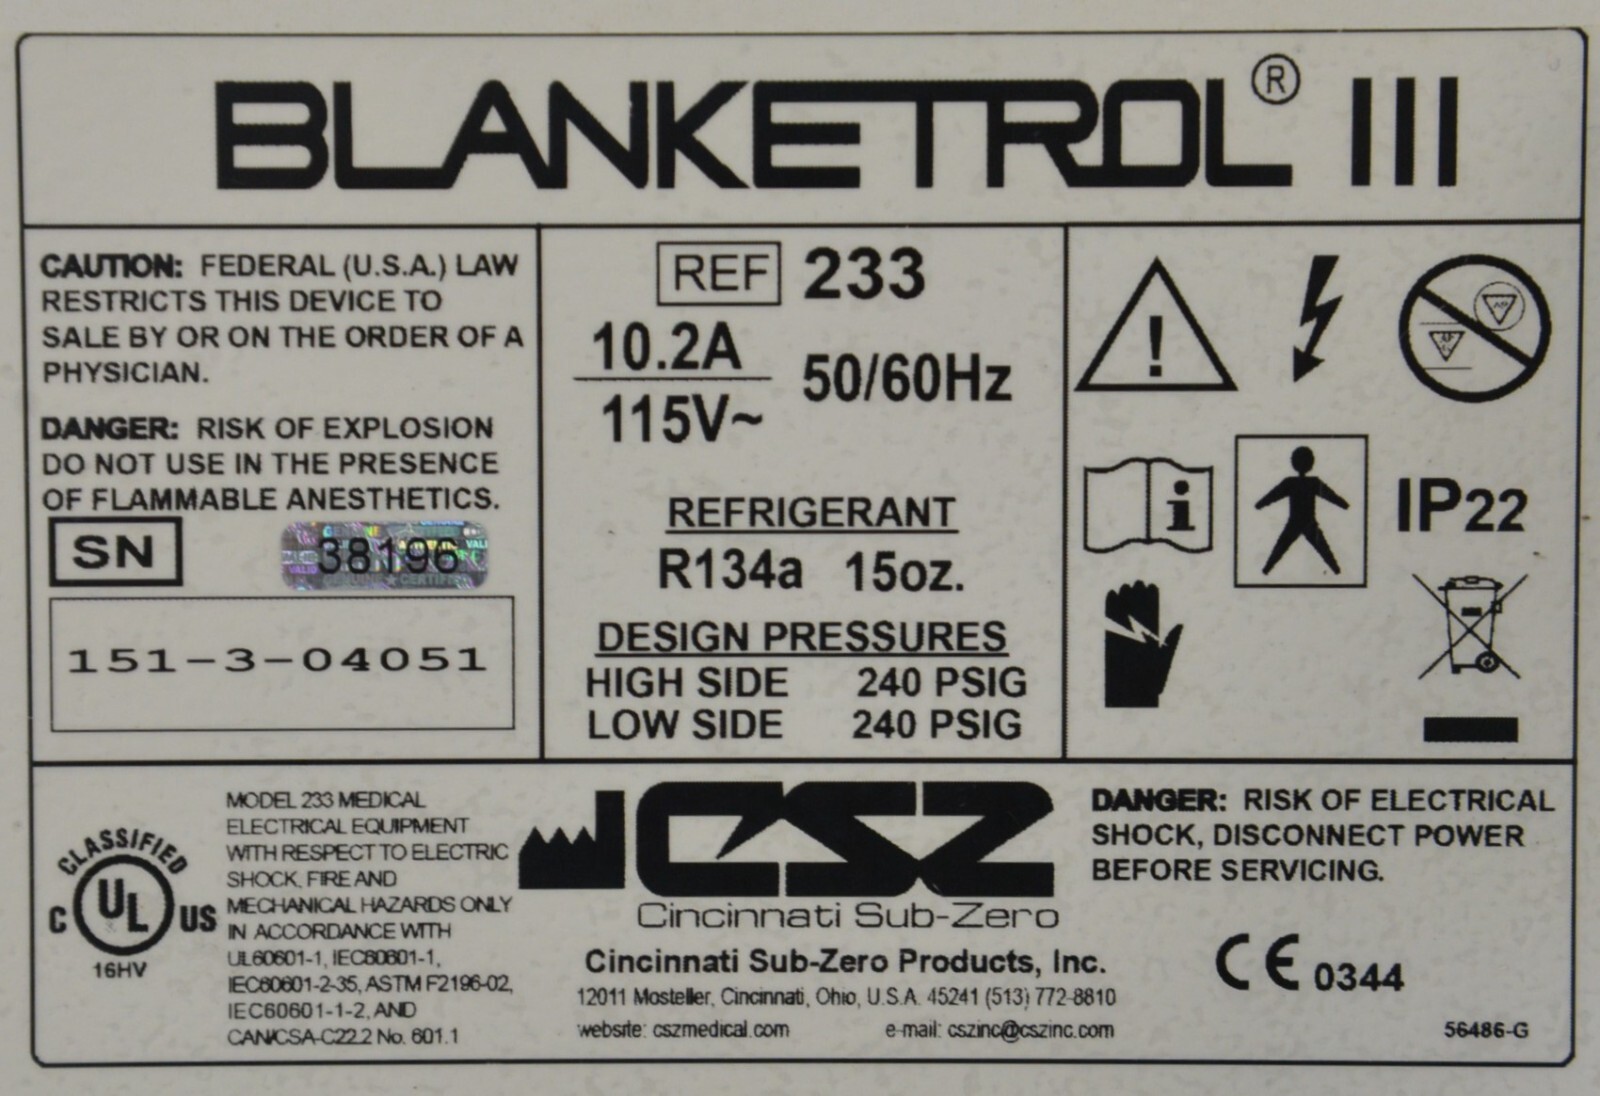 BLANKETROL® III
CAUTION: FEDERAL (U.S.A.) LAW
RESTRICTS THIS DEVICE TO
SALE BY OR ON THE ORDER OF A
PHYSICIAN.
DANGER: RISK OF EXPLOSION
DO NOT USE IN THE PRESENCE
OF FLAMMABLE ANESTHETICS.
SN
38196
GENUINE ★ CERTIFI
151-3-04051
REF 233
10.2A
115V~
50/60Hz
REFRIGERANT
R134a 15oz.
DESIGN PRESSURES
HIGH SIDE 240 PSIG
LOW SIDE 240 PSIG
!
i
IP22
CLASSIFIED
C UL US
16HV
MODEL 233 MEDICAL
ELECTRICAL EQUIPMENT
WITH RESPECT TO ELECTRIC
SHOCK, FIRE AND
MECHANICAL HAZARDS ONLY
IN ACCORDANCE WITH
UL60601-1, IEC60601-1,
IEC60601-2-35, ASTM F2196-02,
IEC60601-1-2, AND
CAN/CSA-C22.2 No. 601.1
CSZ
Cincinnati Sub-Zero
Cincinnati Sub-Zero Products, Inc.
12011 Mosteller, Cincinnati, Ohio, U.S.A. 45241 (513) 772-8810
website: cszmedical.com e-mail: cszinc@cszinc.com
DANGER: RISK OF ELECTRICAL
SHOCK, DISCONNECT POWER
BEFORE SERVICING.
CE 0344
56486-G